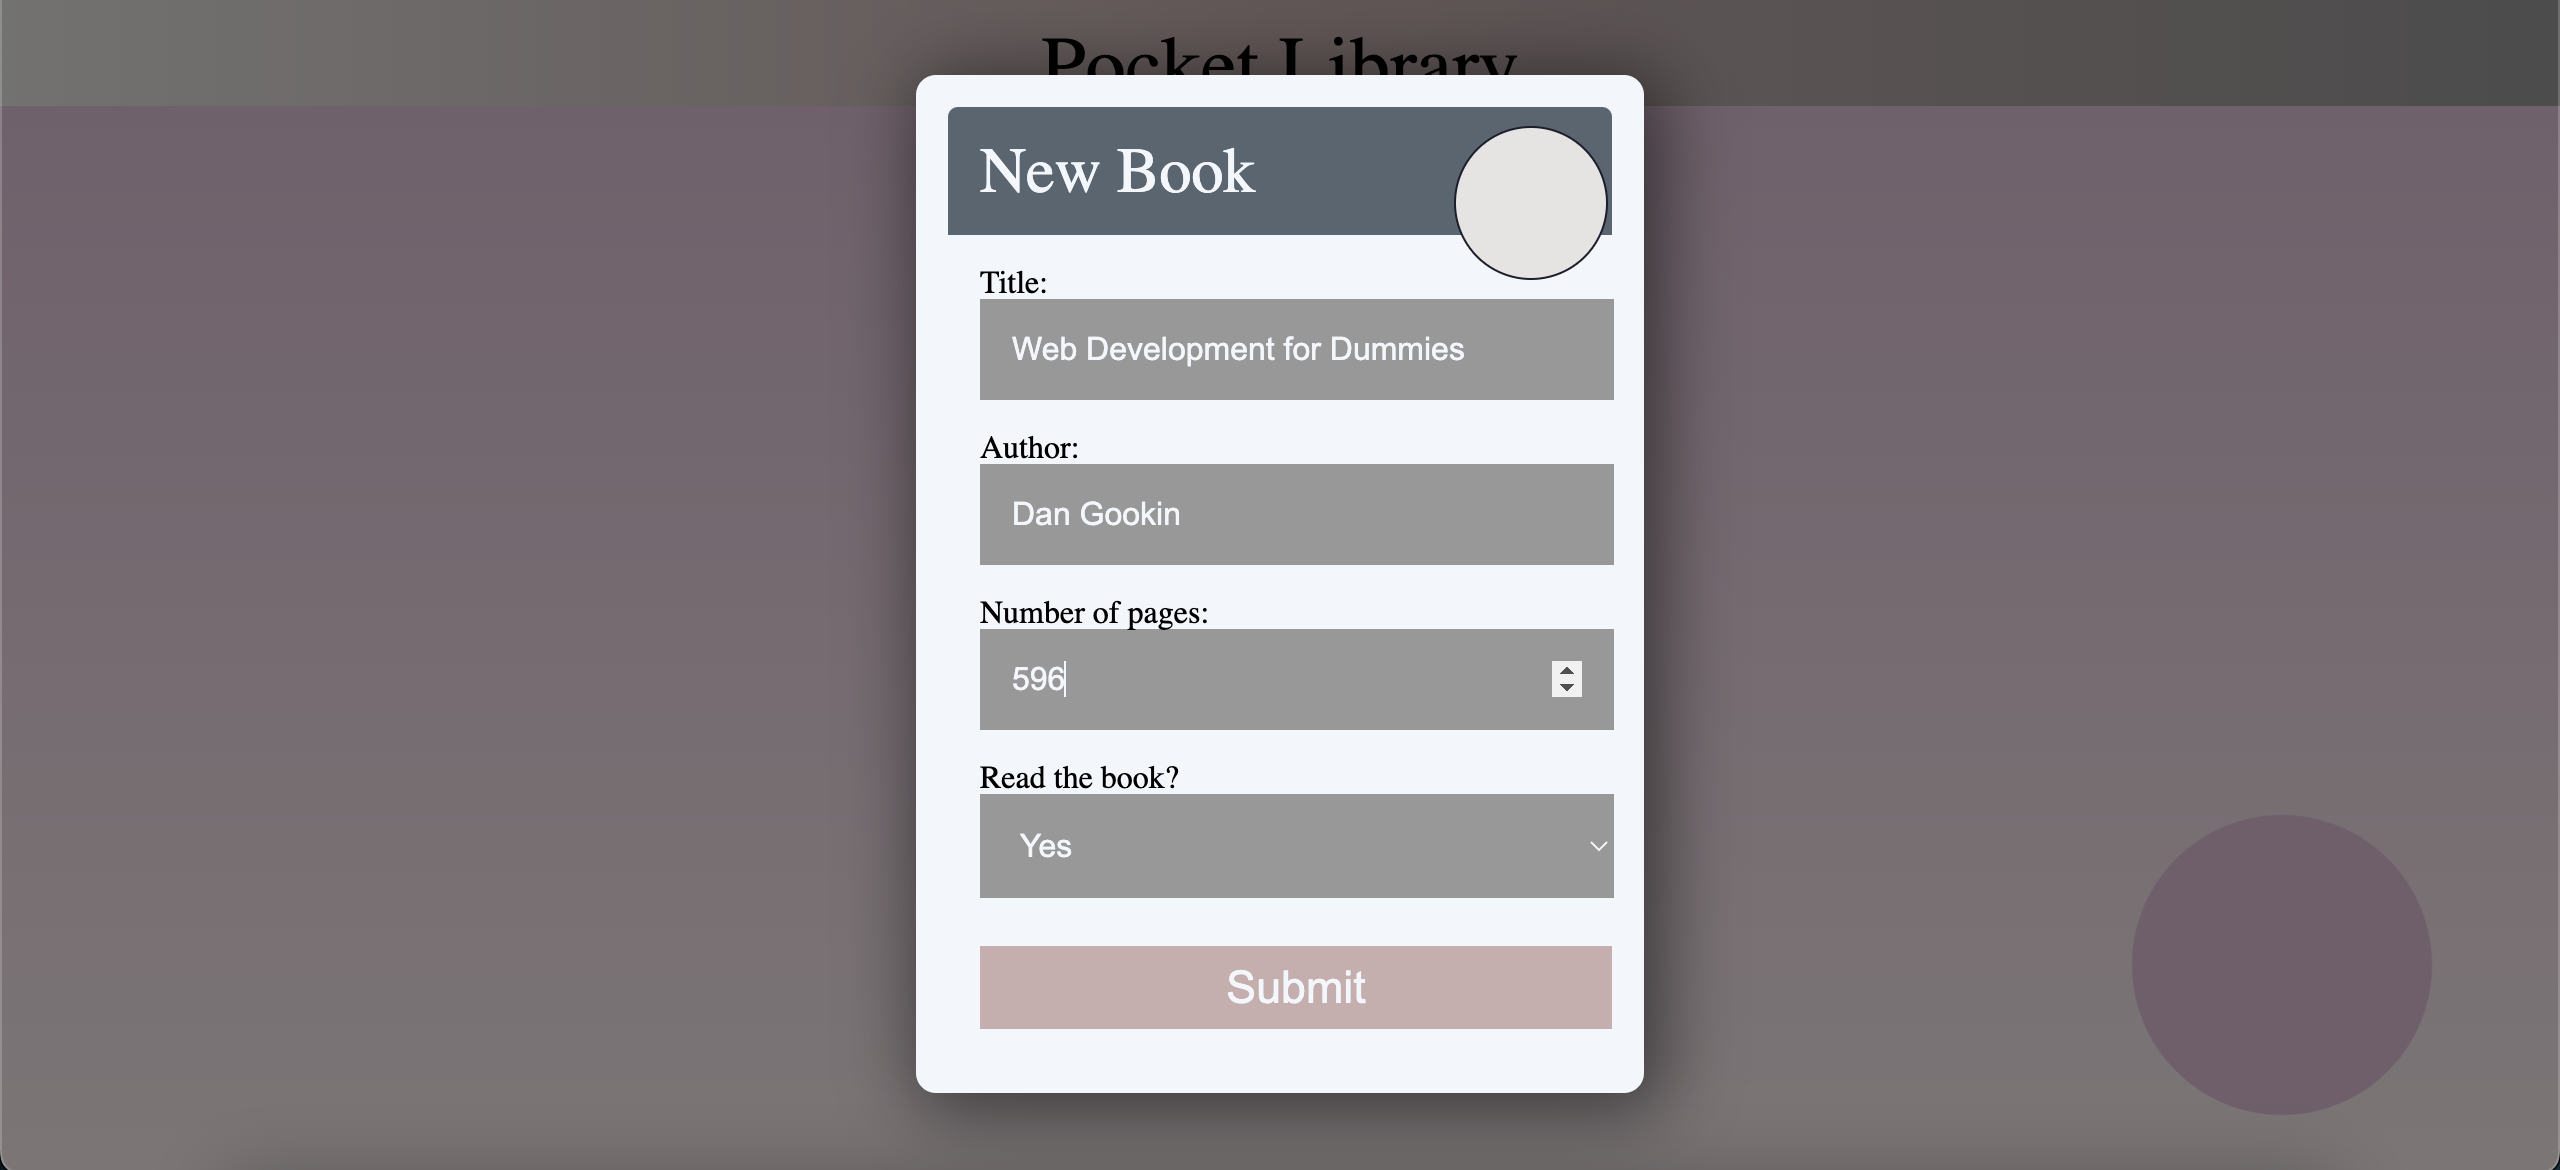 Pocket Library
New Book
Title:
Web Development for Dummies
Author:
Dan Gookin
Number of pages:
596
Read the book?
Yes
Submit